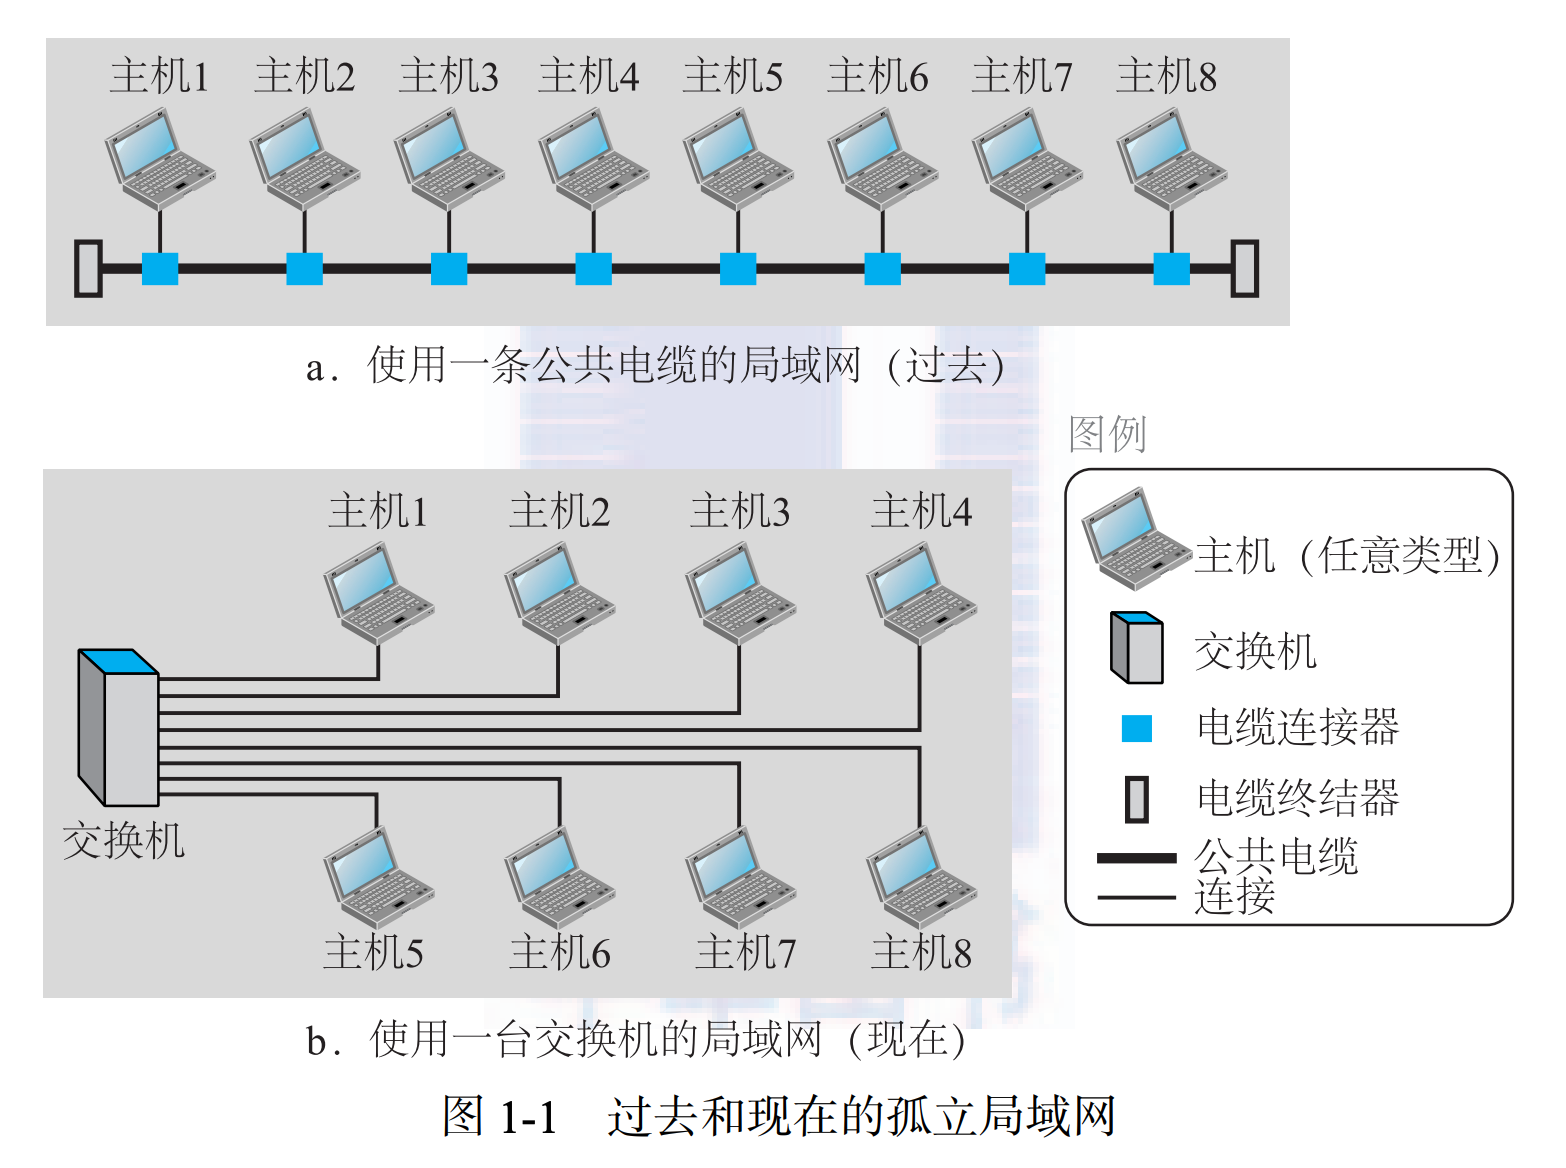 主机1 主机2 主机3 主机4 主机5 主机6 主机7 主机8
a. 使用一条公共电缆的局域网（过去）
图例
主机1 主机2 主机3 主机4
主机（任意类型）
交换机
电缆连接器
电缆终结器
公共电缆
连接
交换机
主机5 主机6 主机7 主机8
b. 使用一台交换机的局域网（现在）
图 1-1 过去和现在的孤立局域网